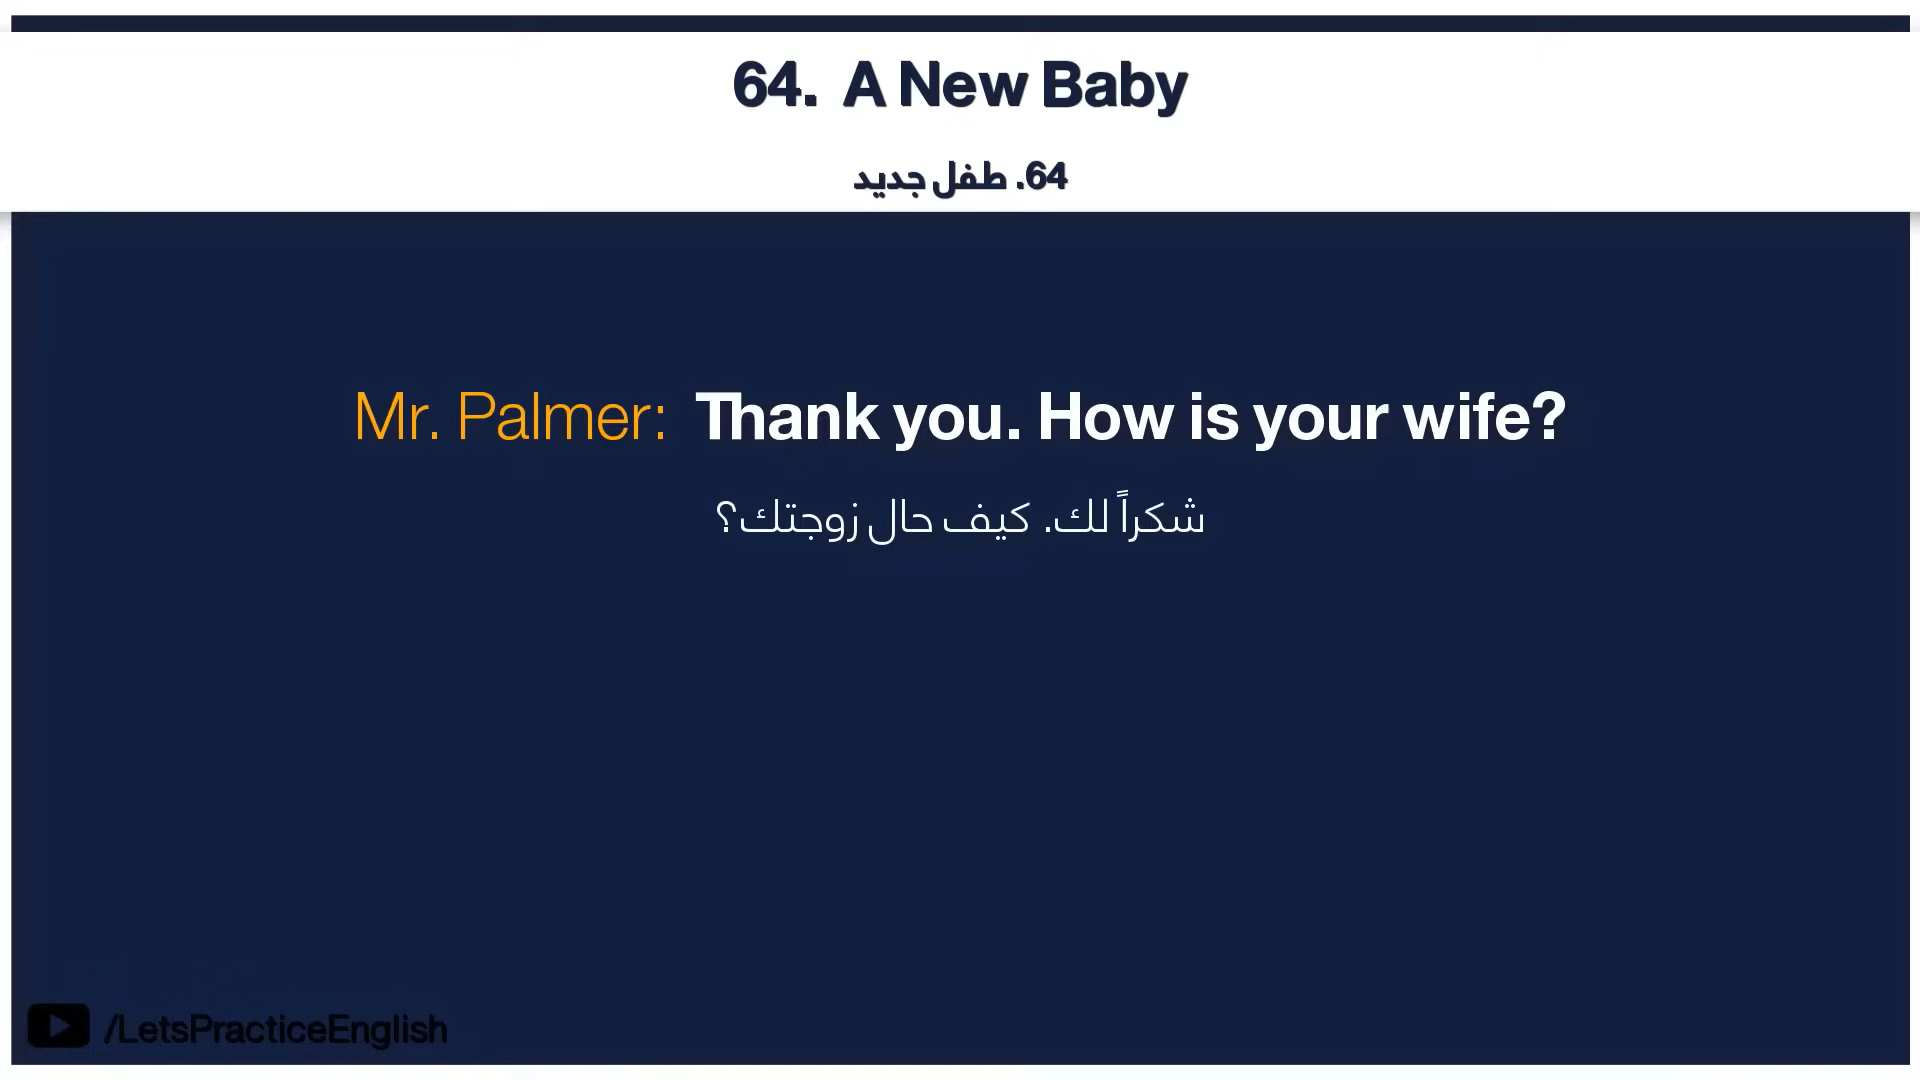 64. A New Baby
64. طفل جديد
Mr. Palmer: Thank you. How is your wife?
شكراً لك. كيف حال زوجتك؟
/LetsPracticeEnglish